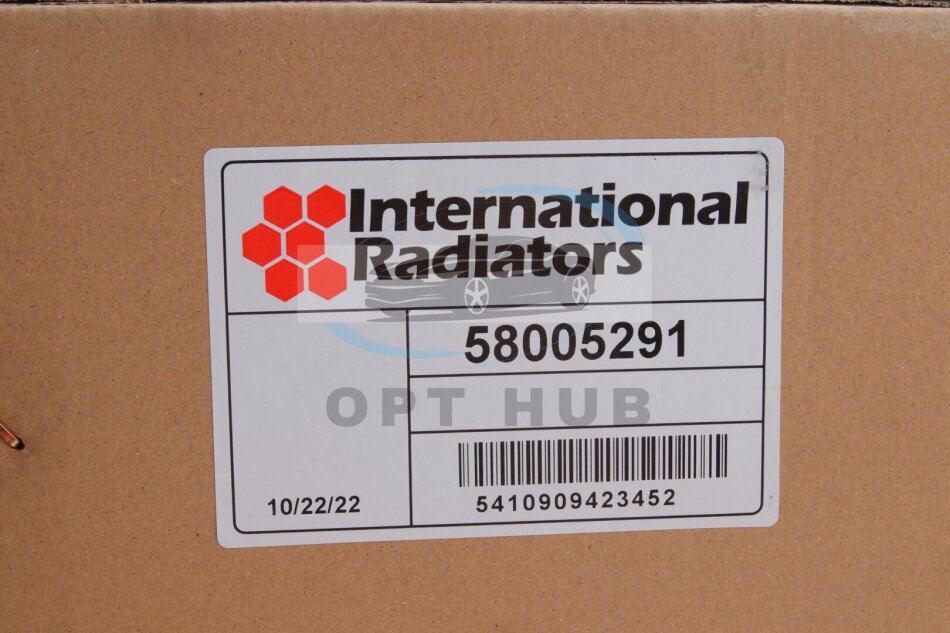 International
Radiators
58005291
OPT HUB
10/22/22
5410909423452